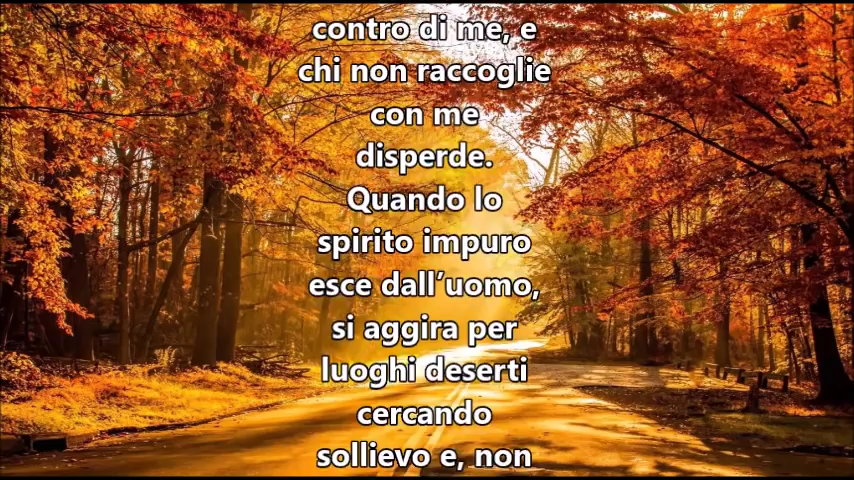 contro di me, e
chi non raccoglie
con me
disperde.
Quando lo
spirito impuro
esce dall’uomo,
si aggira per
luoghi deserti
cercando
sollievo e, non